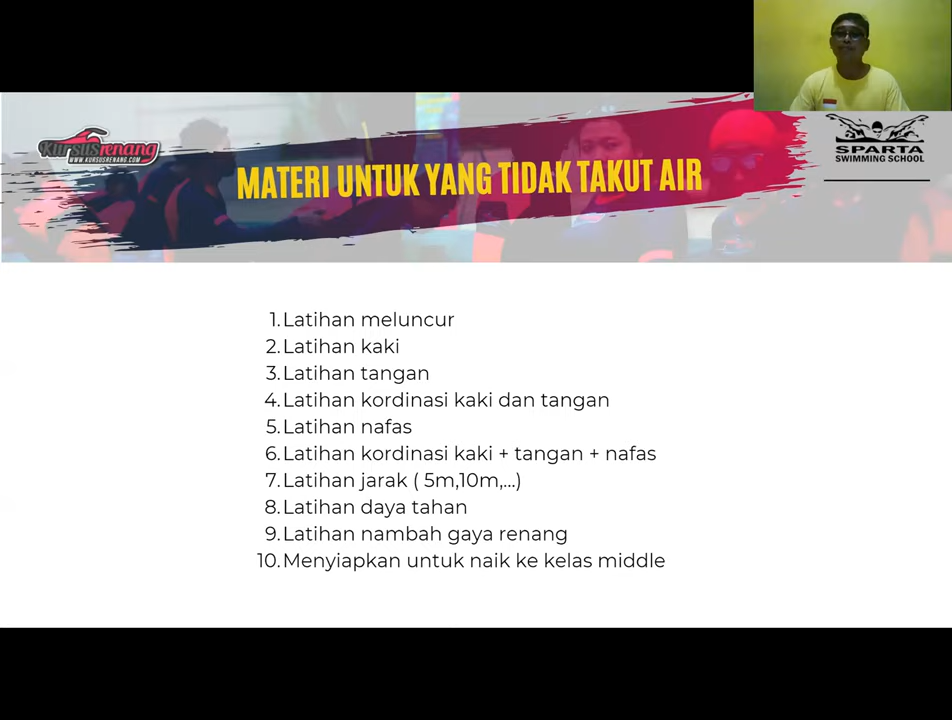 Kursusrenang
WWW.KURSUSRENANG.COM
MATERI UNTUK YANG TIDAK TAKUT AIR
SPARTA
SWIMMING SCHOOL
1. Latihan meluncur
2. Latihan kaki
3. Latihan tangan
4. Latihan kordinasi kaki dan tangan
5. Latihan nafas
6. Latihan kordinasi kaki + tangan + nafas
7. Latihan jarak ( 5m,10m,...)
8. Latihan daya tahan
9. Latihan nambah gaya renang
10. Menyiapkan untuk naik ke kelas middle